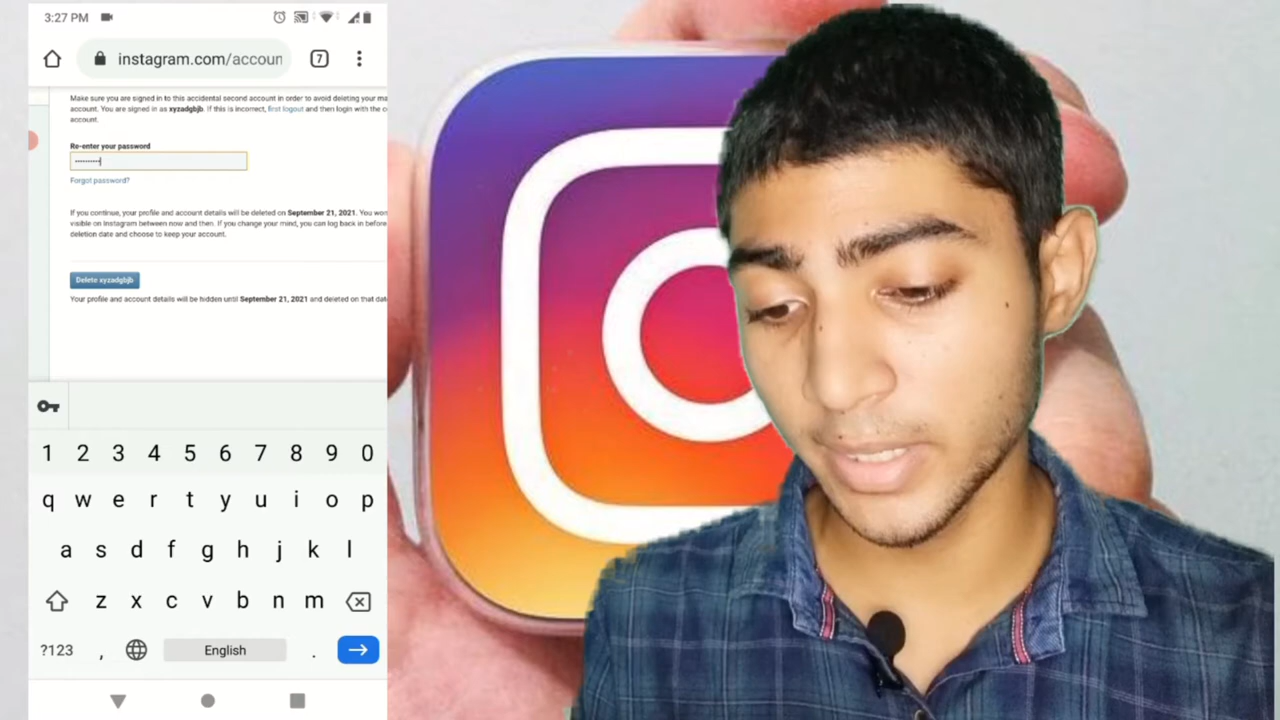 3:27 PM
instagram.com/accoun
7
Make sure you are signed in to this accidental second account in order to avoid deleting your ma
account. You are signed in as xyzadgbjb. If this is incorrect, first logout and then login with the c
account.
Re-enter your password
Forgot password?
If you continue, your profile and account details will be deleted on September 21, 2021. You won
visible on Instagram between now and then. If you change your mind, you can log back in before
deletion date and choose to keep your account.
Delete xyzadgbjb
Your profile and account details will be hidden until September 21, 2021 and deleted on that dat
1 2 3 4 5 6 7 8 9 0
q w e r t y u i o p
a s d f g h j k l
z x c v b n m
?123 , English .